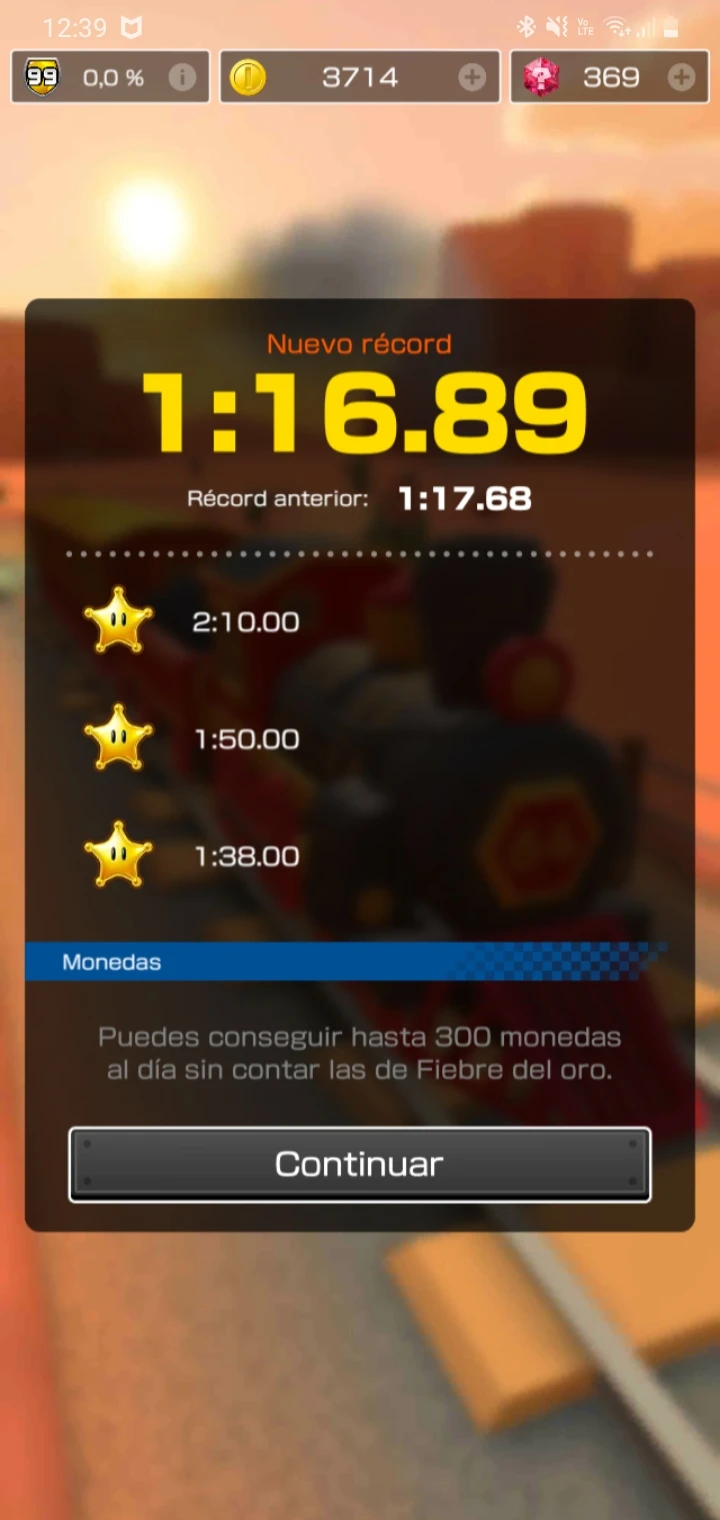 12:39
Vo LTE
99 0,0 % i 3714 + 369 +
Nuevo récord
1:16.89
Récord anterior: 1:17.68
2:10.00
1:50.00
1:38.00
Monedas
Puedes conseguir hasta 300 monedas
al día sin contar las de Fiebre del oro.
Continuar